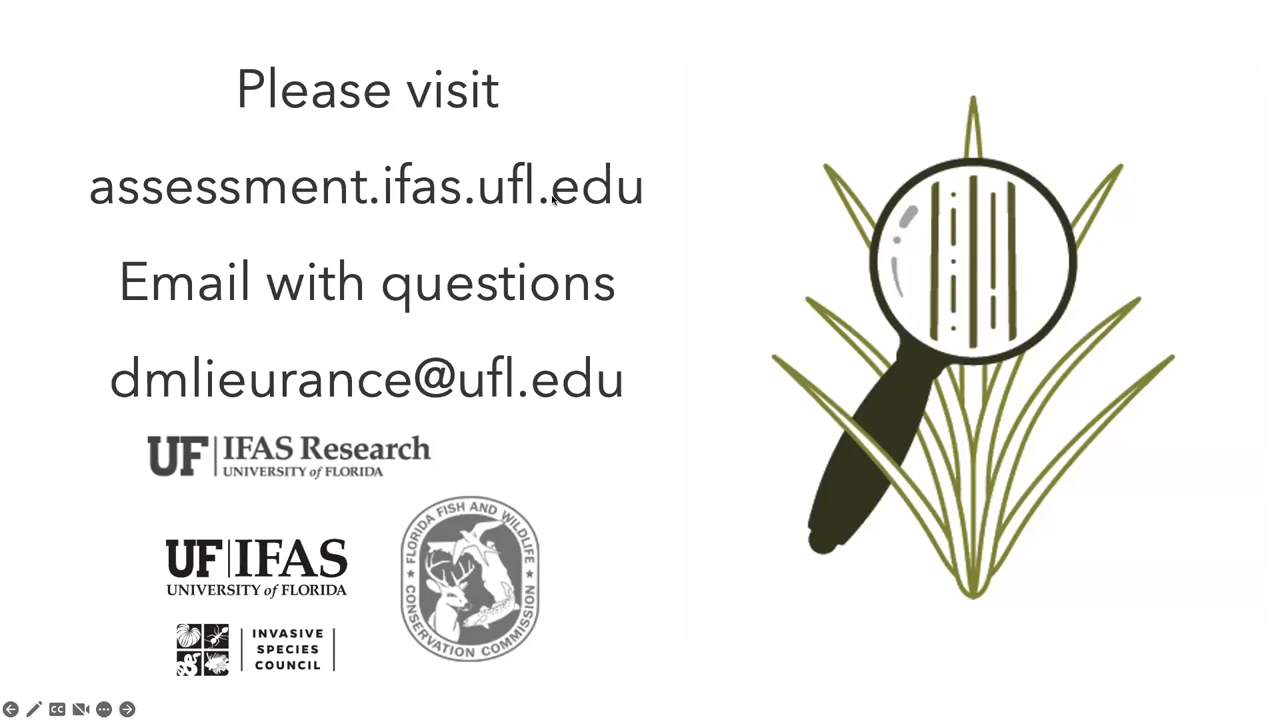 Please visit
assessment.ifas.ufl.edu
Email with questions
dmlieurance@ufl.edu
UF | IFAS Research
UNIVERSITY of FLORIDA
UF | IFAS
UNIVERSITY of FLORIDA
FLORIDA FISH AND WILDLIFE
CONSERVATION COMMISSION
INVASIVE
SPECIES
COUNCIL
CC